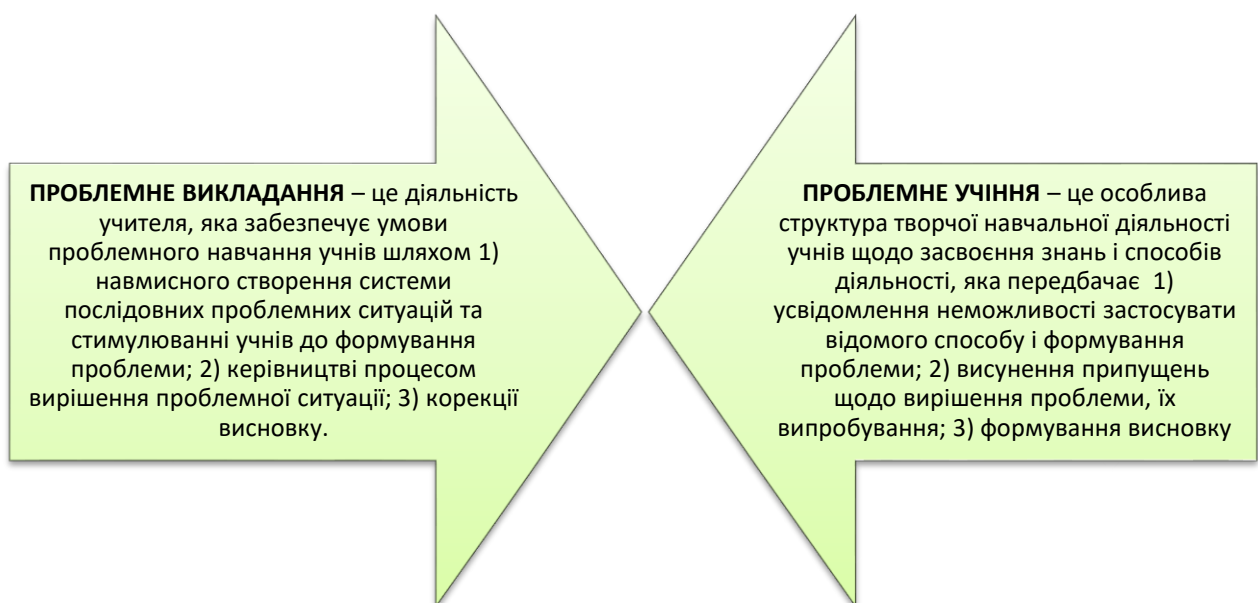 ПРОБЛЕМНЕ ВИКЛАДАННЯ – це діяльність
учителя, яка забезпечує умови
проблемного навчання учнів шляхом 1)
навмисного створення системи
послідовних проблемних ситуацій та
стимулюванні учнів до формування
проблеми; 2) керівництві процесом
вирішення проблемної ситуації; 3) корекції
висновку.
ПРОБЛЕМНЕ УЧІННЯ – це особлива
структура творчої навчальної діяльності
учнів щодо засвоєння знань і способів
діяльності, яка передбачає 1)
усвідомлення неможливості застосувати
відомого способу і формування
проблеми; 2) висунення припущень
щодо вирішення проблеми, їх
випробування; 3) формування висновку